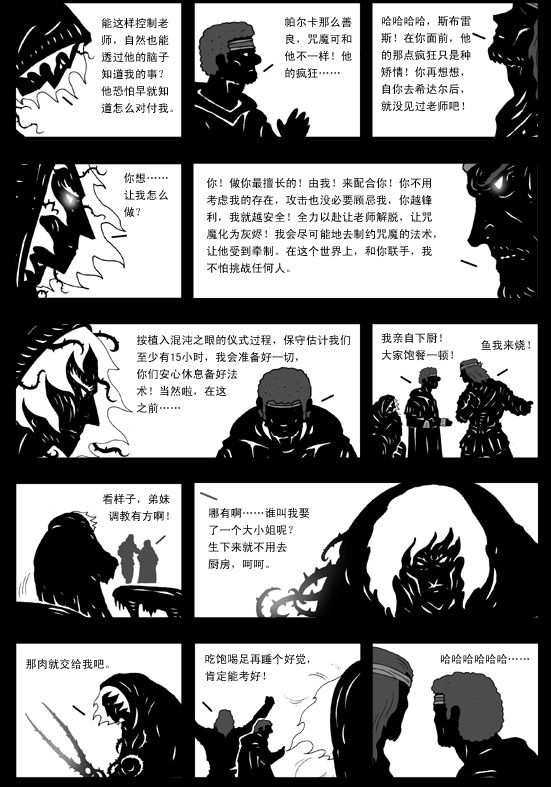 能这样控制老
师，自然也能
透过他的脑子
知道我的事？
他恐怕早就知
道怎么对付我。
帕尔卡那么善
良，咒魔可和
他不一样！他
的疯狂……
哈哈哈哈，斯布雷
斯！在你面前，他
的那点疯狂只是种
矫情！你再想想，
自你去希达尔后，
就没见过老师吧！
你想……
让我怎么
做？
你！做你最擅长的！由我！来配合你！你不用
考虑我的存在，攻击也没必要顾忌我，你越锋
利，我就越安全！全力以赴让老师解脱，让咒
魔化为灰烬！我会尽可能地去制约咒魔的法术，
让他受到牵制。在这个世界上，和你联手，我
不怕挑战任何人。
按植入混沌之眼的仪式过程，保守估计我们
至少有15小时，我会准备好一切，
你们安心休息备好法
术！当然啦，在这
之前……
我亲自下厨！
大家饱餐一顿！
鱼我来烧！
看样子，弟妹
调教有方啊！
哪有啊……谁叫我娶
了一个大小姐呢？
生下来就不用去
厨房，呵呵。
那肉就交给我吧。
吃饱喝足再睡个好觉，
肯定能考好！
哈哈哈哈哈哈……